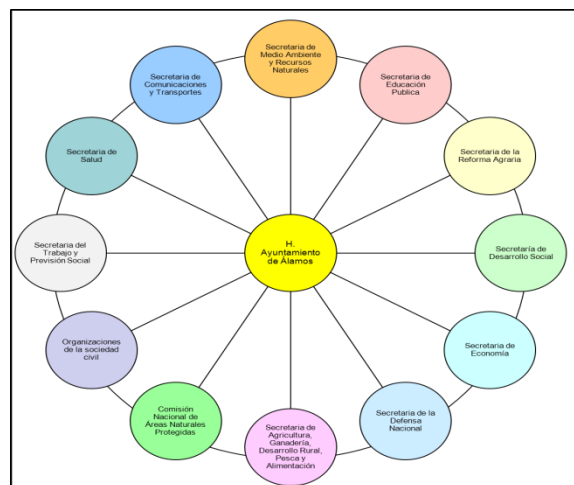 Secretaria de
Medio Ambiente
y Recursos
Naturales
Secretaria de
Educación
Publica
Secretaria de la
Reforma Agraria
Secretaría de
Desarrollo Social
Secretaria de
Economía
Secretaria de la
Defensa
Nacional
Secretaria de
Agricultura,
Ganadería,
Desarrollo Rural,
Pesca y
Alimentación
Comisión
Nacional de
Áreas Naturales
Protegidas
Organizaciones
de la sociedad
civil
Secretaria del
Trabajo y
Previsión Social
Secretaria de
Salud
Secretaria de
Comunicaciones
y Transportes
H.
Ayuntamiento
de Álamos